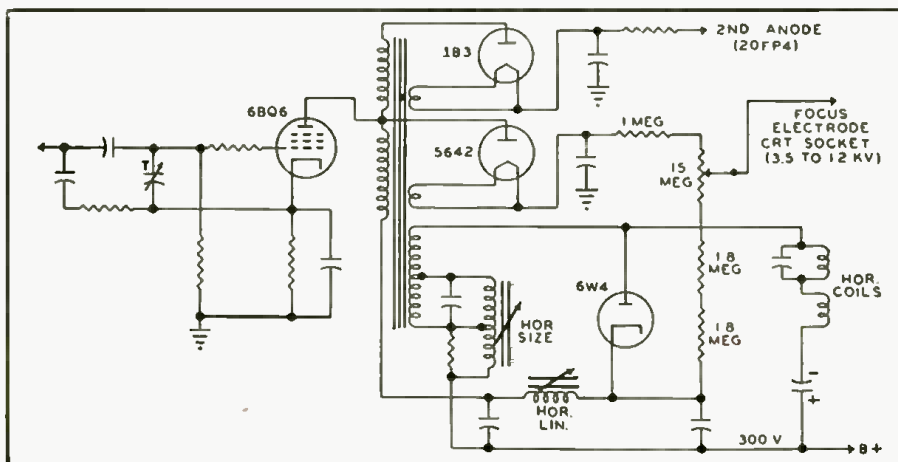 2ND ANODE
(20FP4)
1B3
6BQ6
1 MEG
FOCUS
ELECTRODE
CRT SOCKET
(3.5 TO 12 KV)
5642
T
15
MEG
1.8
MEG
6W4
HOR.
COILS
HOR
SIZE
1.8
MEG
-
+
HOR.
LIN.
300 V
B+